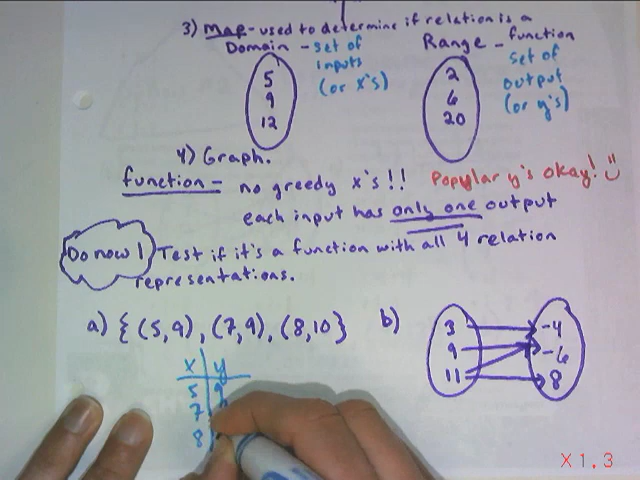 3) Map - used to determine if relation is a function
Domain - set of inputs (or x's)
Range - set of output (or y's)
5
9
12
2
6
20
4) Graph.
function - no greedy x's!! Popular y's okay!
each input has only one output
Do now 1 Test if it's a function with all 4 relation
representations.
a) {(5,9), (7,9), (8,10)}
b)
3
9
11
-4
-6
8
x y
5 9
7
8
X1.3